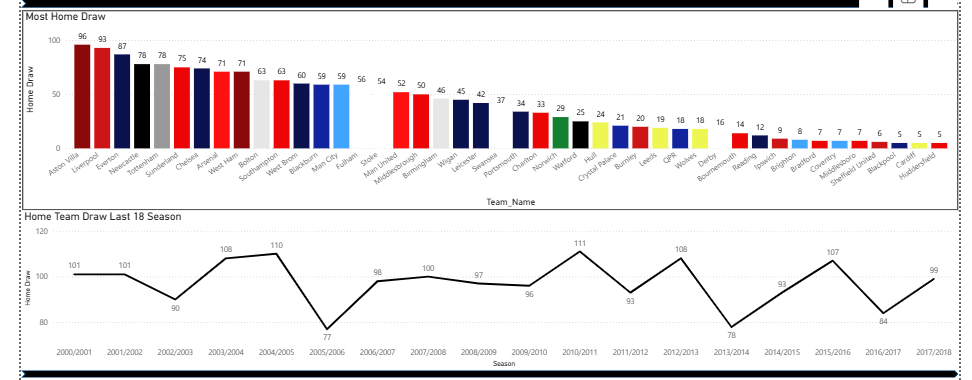 Most Home Draw
Home Draw
100
50
0
96 93 87 78 78 75 74 71 71 63 63 60 59 59 56 54 52 50 46 45 42 37 34 33 29 25 24 21 20 19 18 18 16 14 12 9 8 7 7 7 6 5 5 5
Aston Villa Liverpool Everton Newcastle Tottenham Sunderland Chelsea Arsenal West Ham Bolton Southampton West Brom Blackburn Man City Fulham Stoke Man United Middlesbrough Birmingham Wigan Leicester Swansea Portsmouth Charlton Norwich Watford Hull Crystal Palace Burnley Leeds QPR Wolves Derby Bournemouth Reading Ipswich Brighton Bradford Coventry Middlesboro Sheffield United Blackpool Cardiff Huddersfield
Team_Name
Home Team Draw Last 18 Season
Home Draw
120
100
80
101 101 90 108 110 77 98 100 97 96 111 93 108 78 93 107 84 99
2000/2001 2001/2002 2002/2003 2003/2004 2004/2005 2005/2006 2006/2007 2007/2008 2008/2009 2009/2010 2010/2011 2011/2012 2012/2013 2013/2014 2014/2015 2015/2016 2016/2017 2017/2018
Season